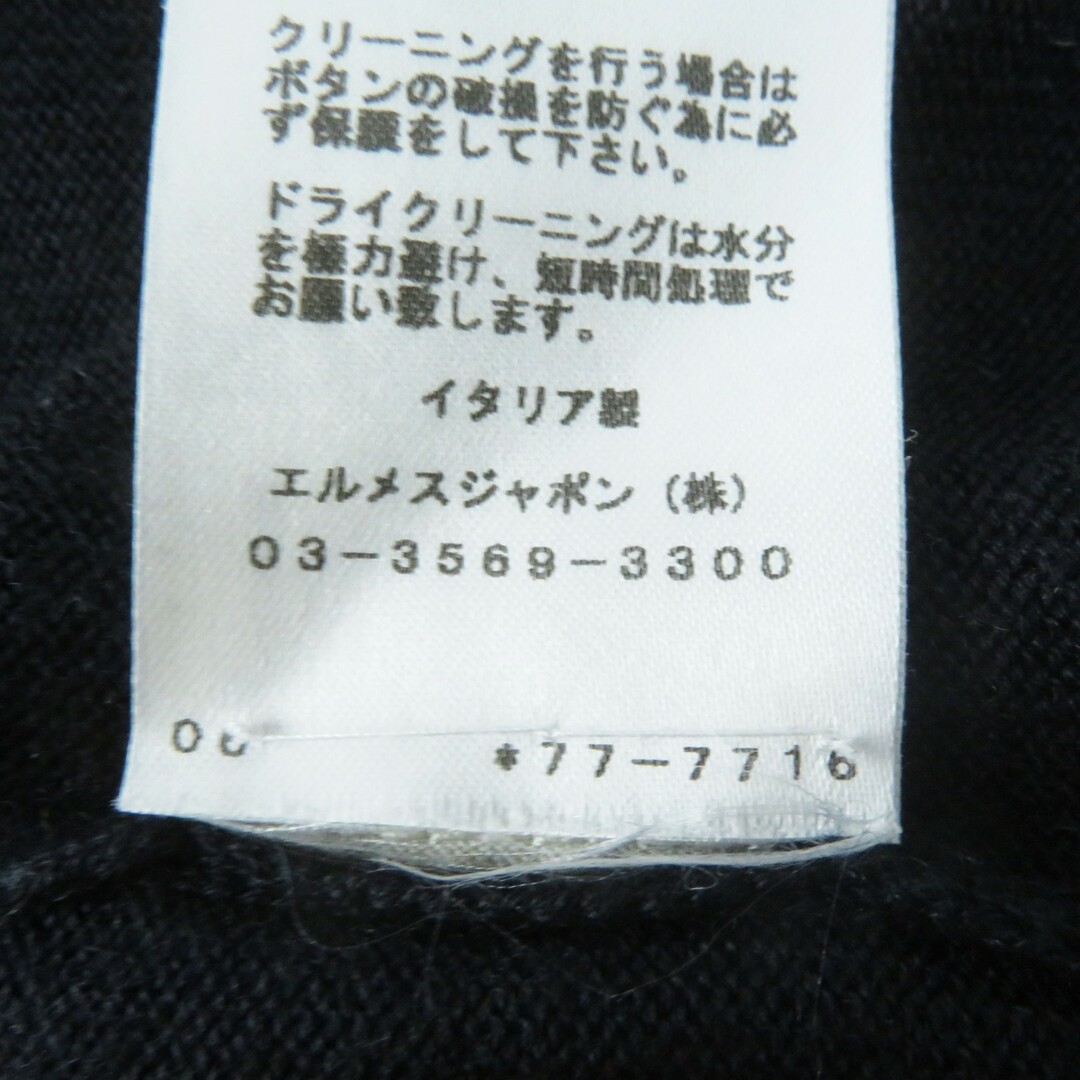 クリーニングを行う場合は
ボタンの破損を防ぐ為に必
ず保護をして下さい。
ドライクリーニングは水分
を極力避け、短時間処理で
お願い致します。
イタリア製
エルメスジャポン（株）
03-3569-3300
*77-7716